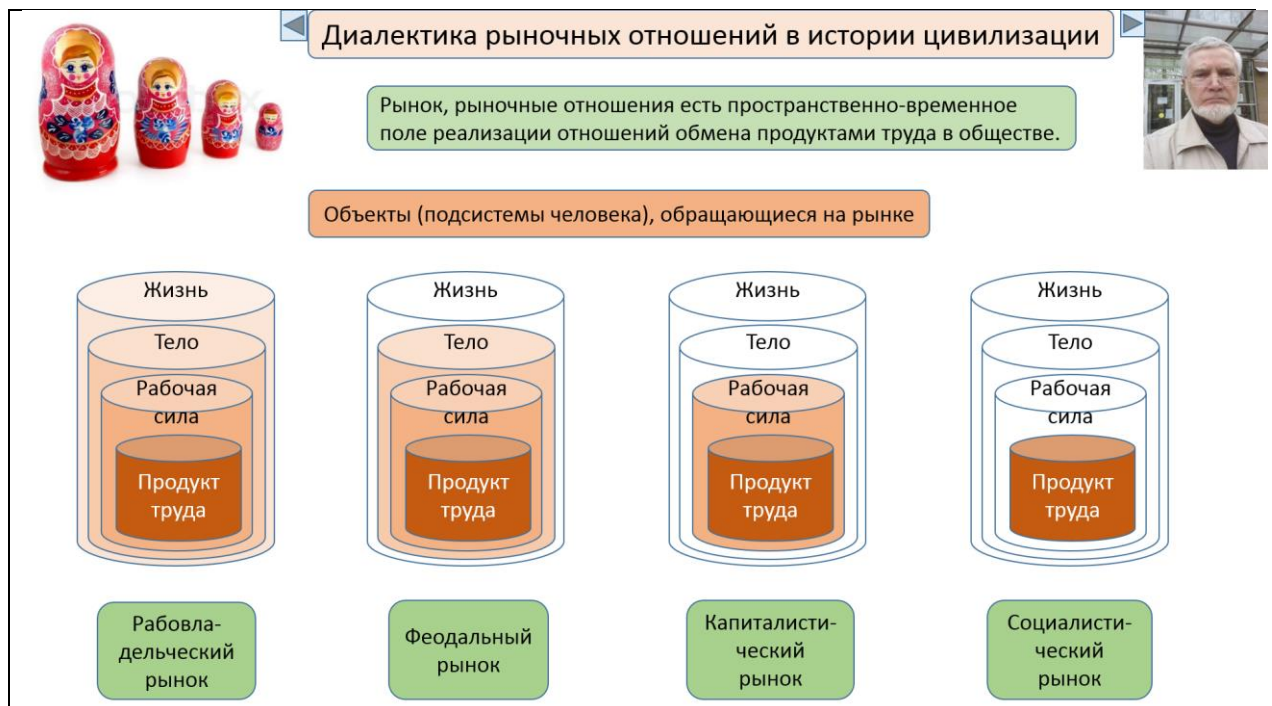 Диалектика рыночных отношений в истории цивилизации
Рынок, рыночные отношения есть пространственно-временное
поле реализации отношений обмена продуктами труда в обществе.
Объекты (подсистемы человека), обращающиеся на рынке
Жизнь
Тело
Рабочая
сила
Продукт
труда
Рабовла-
дельческий
рынок
Жизнь
Тело
Рабочая
сила
Продукт
труда
Феодальный
рынок
Жизнь
Тело
Рабочая
сила
Продукт
труда
Капиталисти-
ческий
рынок
Жизнь
Тело
Рабочая
сила
Продукт
труда
Социалисти-
ческий
рынок